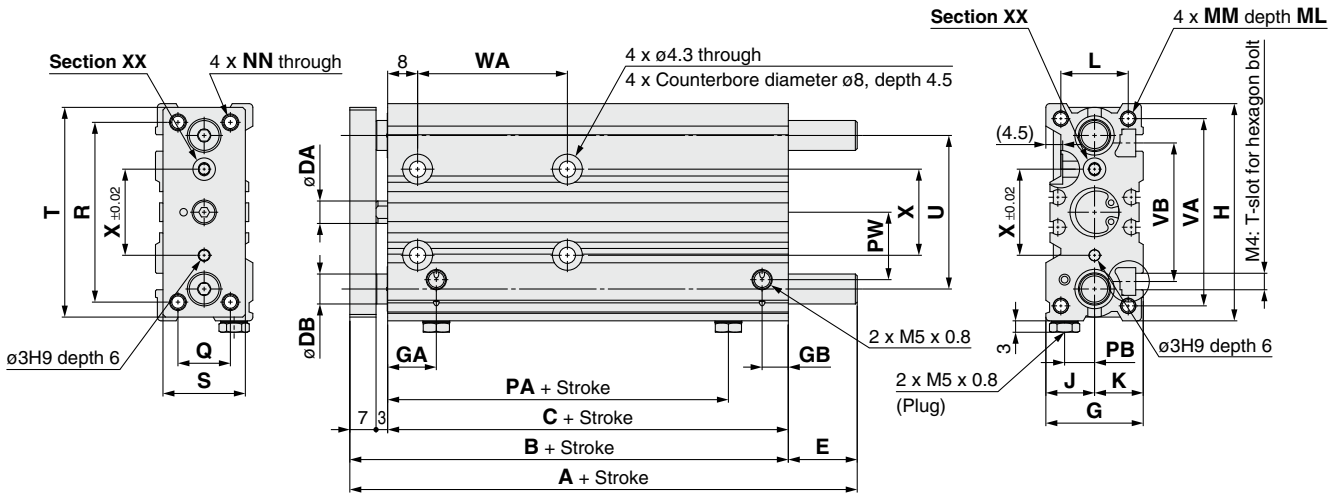 Section XX
4 x NN through
T
R
X ±0.02
ø3H9 depth 6
Q
S
8
WA
4 x ø4.3 through
4 x Counterbore diameter ø8, depth 4.5
øDA
øDB
PW
X
U
GA
GB
2 x M5 x 0.8
PA + Stroke
7
3
C + Stroke
B + Stroke
E
A + Stroke
Section XX
4 x MM depth ML
L
(4.5)
X ±0.02
VB
VA
H
M4: T-slot for hexagon bolt
3
PB
ø3H9 depth 6
J
K
G
2 x M5 x 0.8
(Plug)